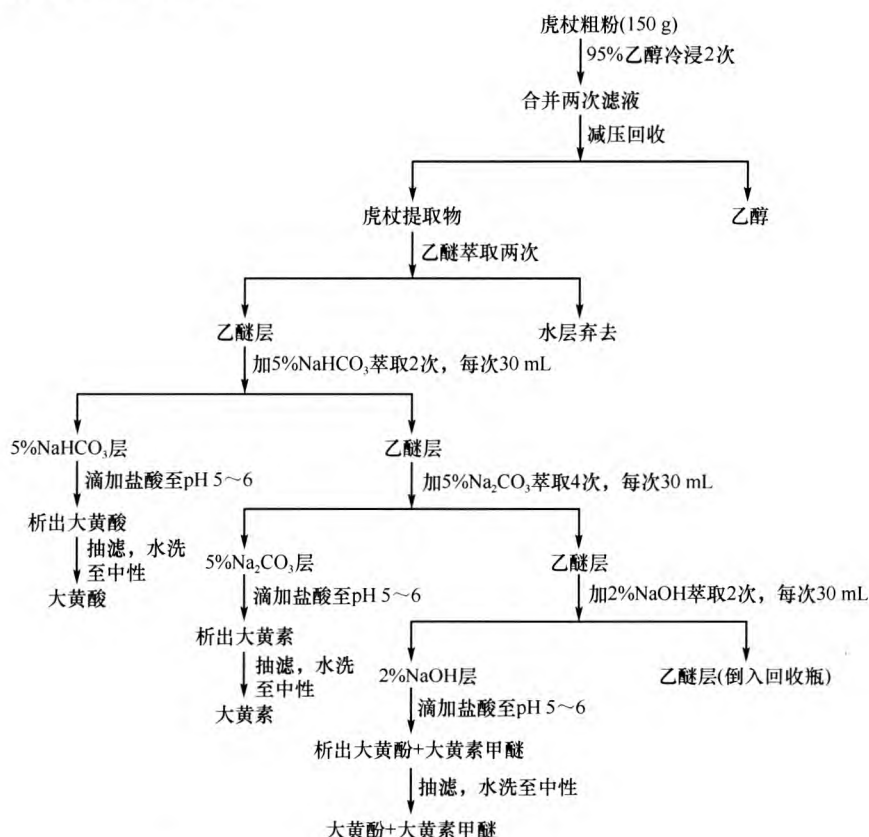 虎杖粗粉(150 g)
95%乙醇冷浸2次
合并两次滤液
减压回收
虎杖提取物
乙醇
乙醚萃取两次
乙醚层
水层弃去
加5%NaHCO₃萃取2次，每次30 mL
5%NaHCO₃层
乙醚层
滴加盐酸至pH 5～6
加5%Na₂CO₃萃取4次，每次30 mL
析出大黄酸
抽滤，水洗
至中性
大黄酸
5%Na₂CO₃层
乙醚层
滴加盐酸至pH 5～6
加2%NaOH萃取2次，每次30 mL
析出大黄素
抽滤，水洗
至中性
大黄素
2%NaOH层
乙醚层(倒入回收瓶)
滴加盐酸至pH 5～6
析出大黄酚+大黄素甲醚
抽滤，水洗至中性
大黄酚+大黄素甲醚